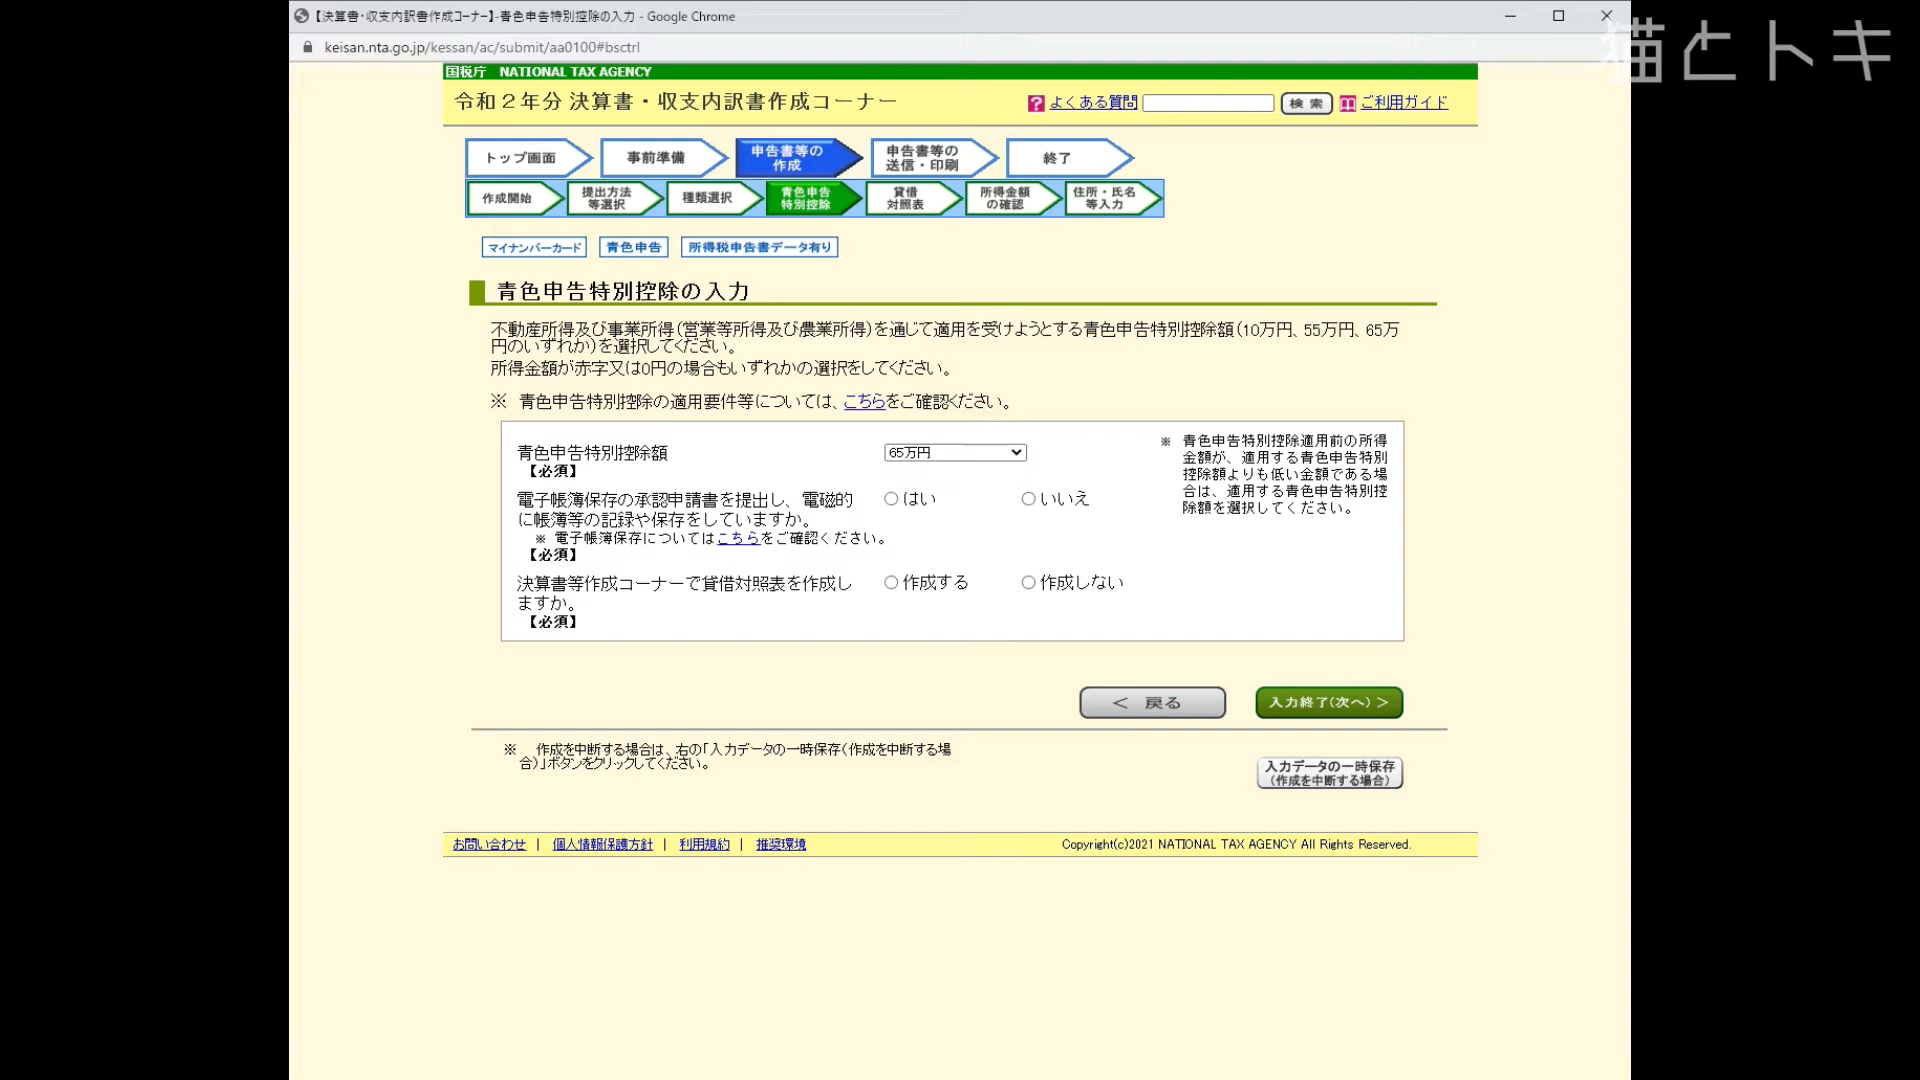 【決算書・収支内訳書作成コーナー】-青色申告特別控除の入力 - Google Chrome
keisan.nta.go.jp/kessan/ac/submit/aa0100#bsctrl
猫とトキ
国税庁 NATIONAL TAX AGENCY
令和2年分 決算書・収支内訳書作成コーナー
よくある質問
検 索
ご利用ガイド
トップ画面
事前準備
申告書等の
作成
申告書等の
送信・印刷
終了
作成開始
提出方法
等選択
種類選択
青色申告
特別控除
貸借
対照表
所得金額
の確認
住所・氏名
等入力
マイナンバーカード
青色申告
所得税申告書データ有り
青色申告特別控除の入力
不動産所得及び事業所得(営業等所得及び農業所得)を通じて適用を受けようとする青色申告特別控除額(10万円、55万円、65万
円のいずれか)を選択してください。
所得金額が赤字又は0円の場合もいずれかの選択をしてください。
※ 青色申告特別控除の適用要件等については、こちらをご確認ください。
青色申告特別控除額
【必須】
65万円
※ 青色申告特別控除適用前の所得
金額が、適用する青色申告特別
控除額よりも低い金額である場
合は、適用する青色申告特別控
除額を選択してください。
電子帳簿保存の承認申請書を提出し、電磁的
に帳簿等の記録や保存をしていますか。
※ 電子帳簿保存についてはこちらをご確認ください。
【必須】
はい
いいえ
決算書等作成コーナーで貸借対照表を作成し
ますか。
【必須】
作成する
作成しない
< 戻る
入力終了(次へ) >
※ 作成を中断する場合は、右の「入力データの一時保存(作成を中断する場
合)」ボタンをクリックしてください。
入力データの一時保存
(作成を中断する場合)
お問い合わせ | 個人情報保護方針 | 利用規約 | 推奨環境
Copyright(c)2021 NATIONAL TAX AGENCY All Rights Reserved.